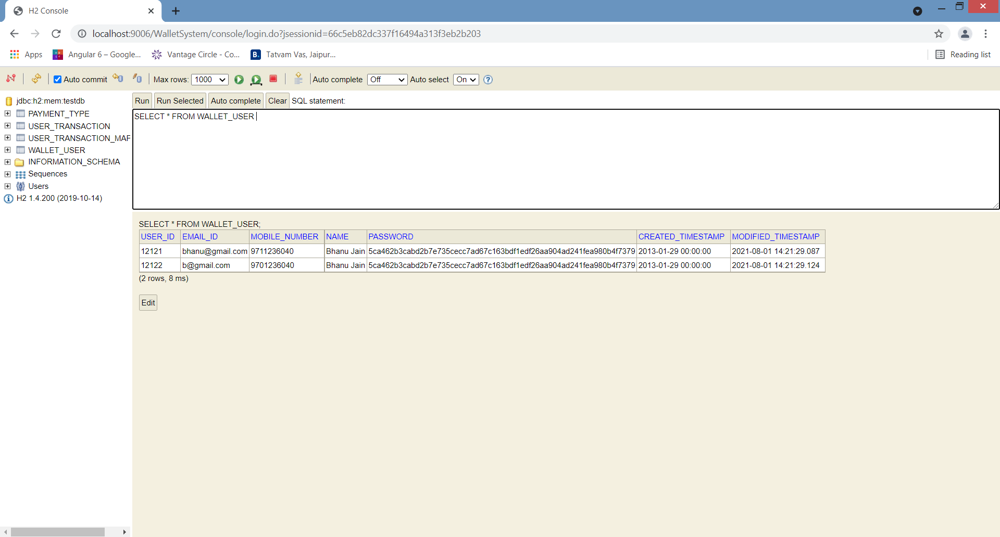 H2 Console
localhost:9006/WalletSystem/console/login.do?jsessionid=66c5eb82dc337f16494a313f3eb2b203
Apps Angular 6 – Google... Vantage Circle - Co... B. Tatvam Vas, Jaipur... Reading list
Auto commit Max rows: 1000 Auto complete Off Auto select On
jdbc:h2:mem:testdb
PAYMENT_TYPE
USER_TRANSACTION
USER_TRANSACTION_MAP
WALLET_USER
INFORMATION_SCHEMA
Sequences
Users
H2 1.4.200 (2019-10-14)
Run Run Selected Auto complete Clear SQL statement:
SELECT * FROM WALLET_USER
SELECT * FROM WALLET_USER;
USER_ID EMAIL_ID MOBILE_NUMBER NAME PASSWORD CREATED_TIMESTAMP MODIFIED_TIMESTAMP
12121 bhanu@gmail.com 9711236040 Bhanu Jain 5ca462b3cabd2b7e735cecc7ad67c163bdf1edf26aa904ad241fea980b4f7379 2013-01-29 00:00:00 2021-08-01 14:21:29.087
12122 b@gmail.com 9701236040 Bhanu Jain 5ca462b3cabd2b7e735cecc7ad67c163bdf1edf26aa904ad241fea980b4f7379 2013-01-29 00:00:00 2021-08-01 14:21:29.124
(2 rows, 8 ms)
Edit